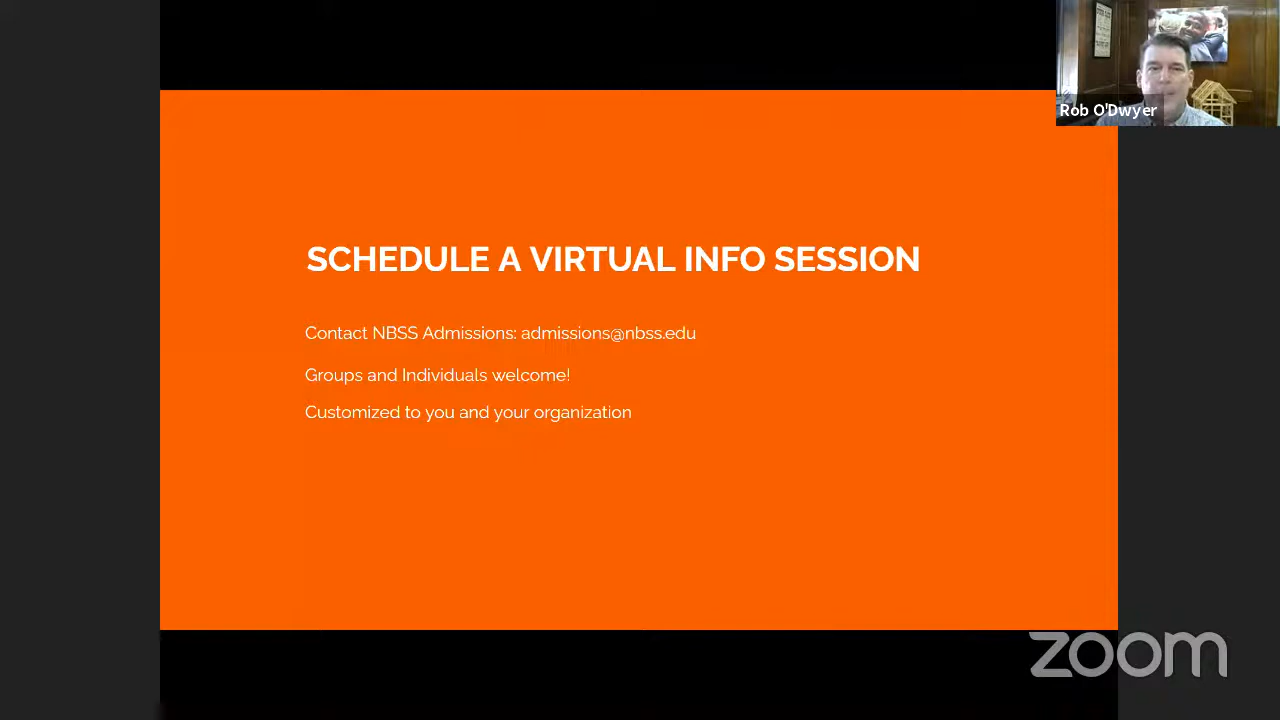 Rob O'Dwyer
SCHEDULE A VIRTUAL INFO SESSION
Contact NBSS Admissions: admissions@nbss.edu
Groups and Individuals welcome!
Customized to you and your organization
zoom